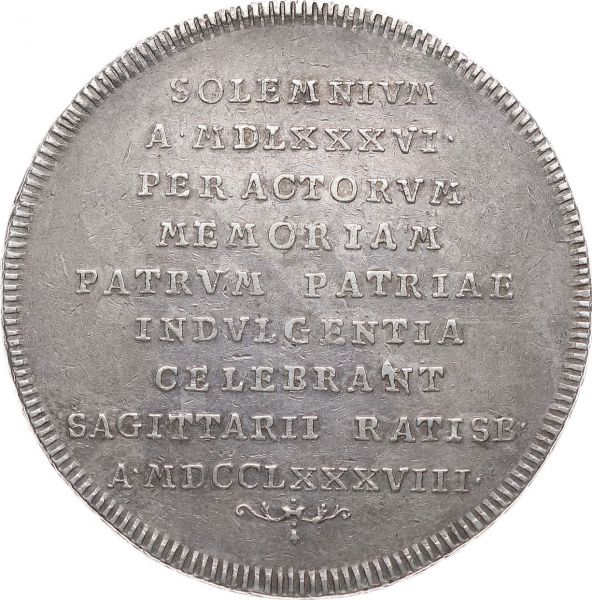 SOLEMNIVM
A·MDLXXXVI·
PERACTORVM
MEMORIAM
PATRVM PATRIAE
INDVLGENTIA
CELEBRANT
SAGITTARII RATISB·
A·MDCCLXXXVIII·